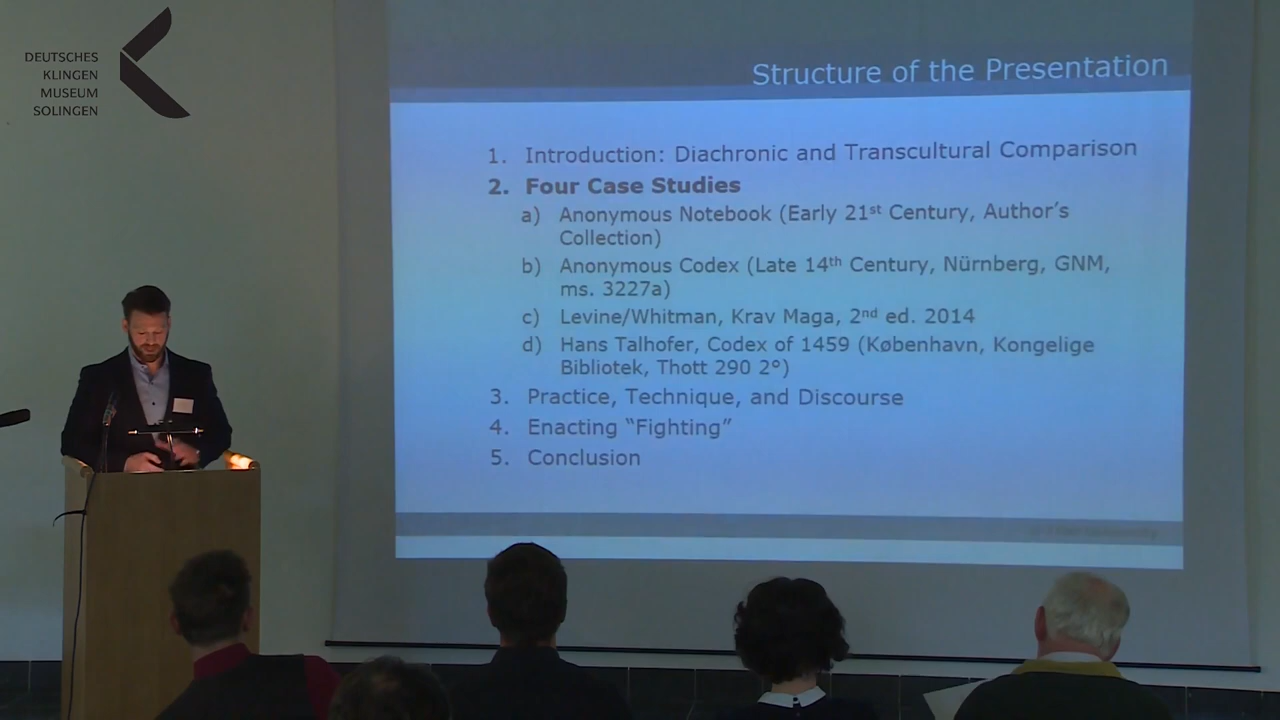 DEUTSCHES
KLINGEN
MUSEUM
SOLINGEN
Structure of the Presentation
1. Introduction: Diachronic and Transcultural Comparison
2. Four Case Studies
a) Anonymous Notebook (Early 21st Century, Author's
Collection)
b) Anonymous Codex (Late 14th Century, Nürnberg, GNM,
ms. 3227a)
c) Levine/Whitman, Krav Maga, 2nd ed. 2014
d) Hans Talhofer, Codex of 1459 (København, Kongelige
Bibliotek, Thott 290 2°)
3. Practice, Technique, and Discourse
4. Enacting “Fighting”
5. Conclusion